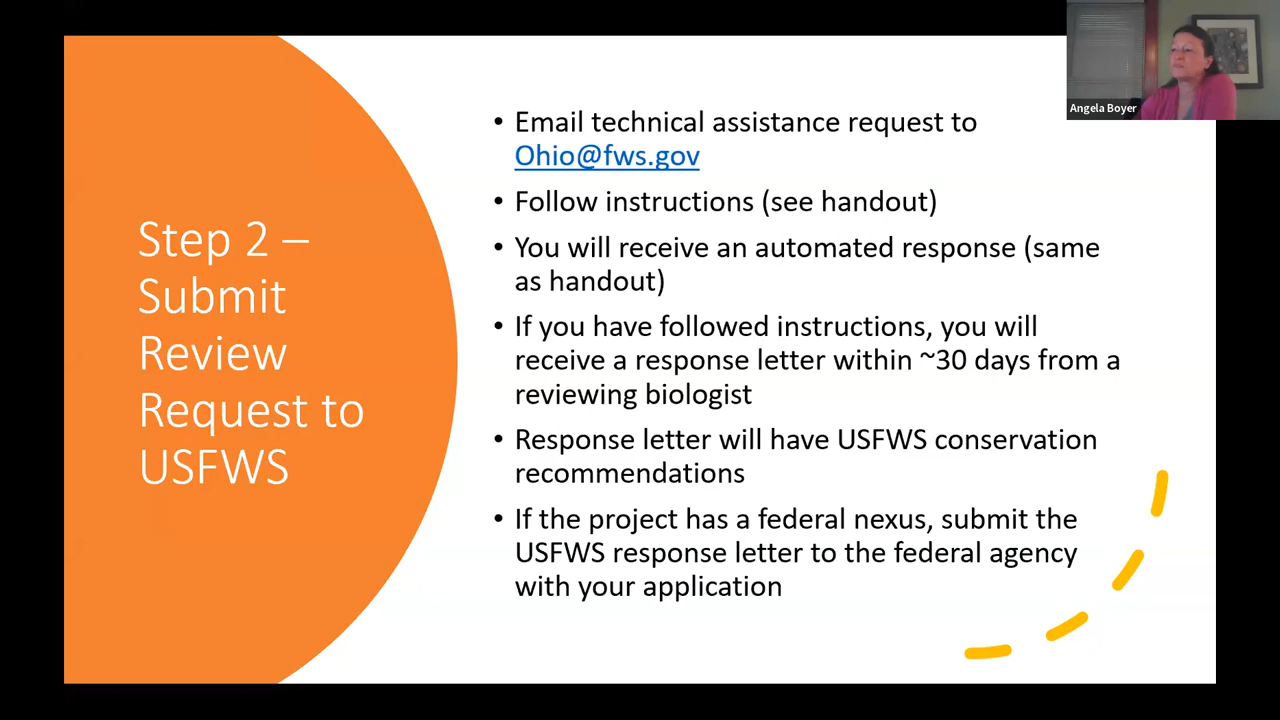 Step 2 –
Submit
Review
Request to
USFWS
• Email technical assistance request to
Ohio@fws.gov
• Follow instructions (see handout)
• You will receive an automated response (same
as handout)
• If you have followed instructions, you will
receive a response letter within ~30 days from a
reviewing biologist
• Response letter will have USFWS conservation
recommendations
• If the project has a federal nexus, submit the
USFWS response letter to the federal agency
with your application
Angela Boyer